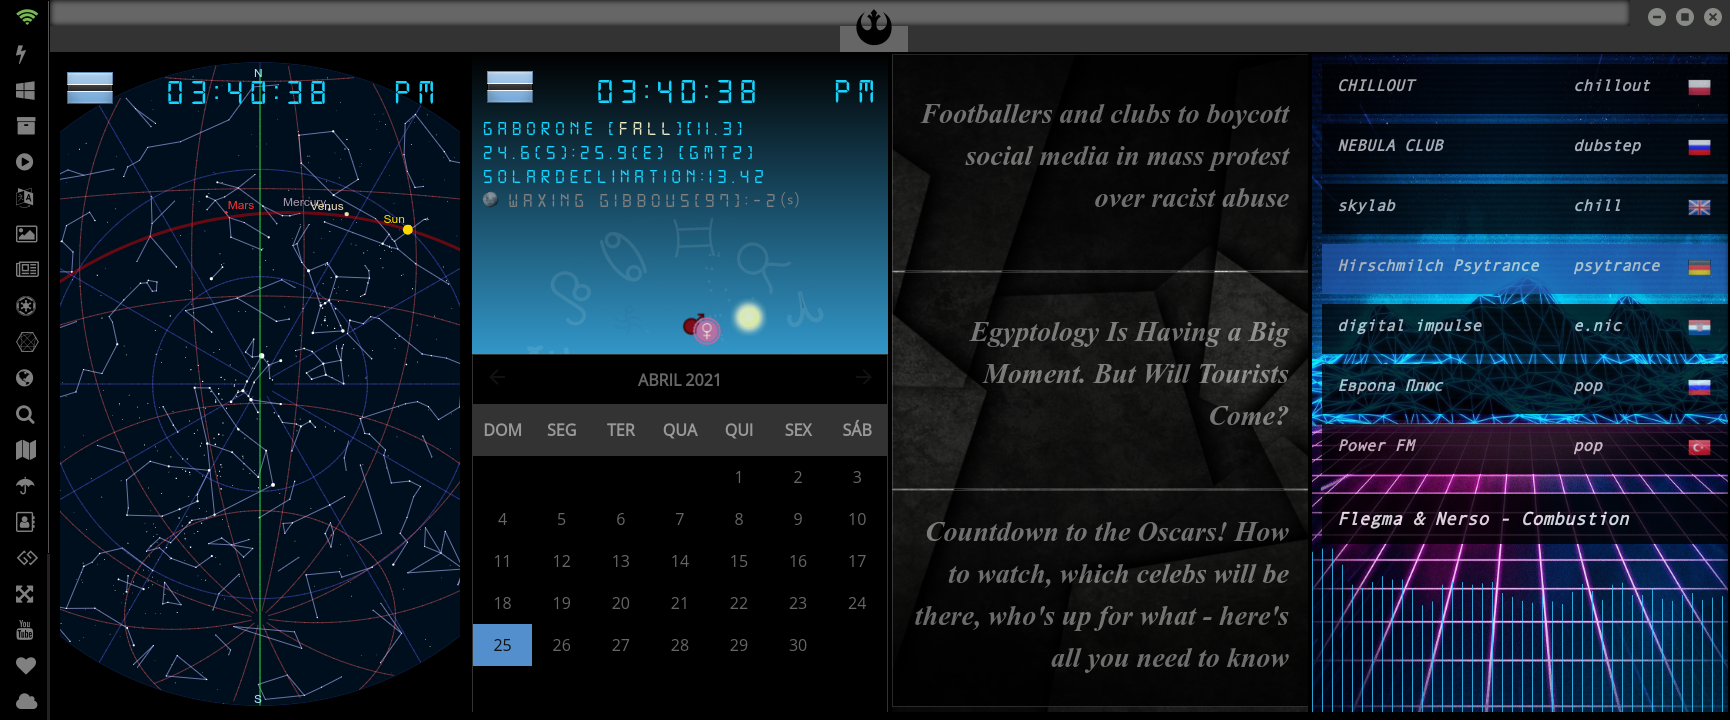 N
03:40:38 PM
Mars
Mercury
Venus
Sun
S
03:40:38 PM
GABORONE [FALL][11.3]
24.6(S):25.9(E) [GMT2]
SOLARDECLINATION:13.42
WAXING GIBBOUS[97]:-2(s)
ABRIL 2021
DOM SEG TER QUA QUI SEX SÁB
1 2 3
4 5 6 7 8 9 10
11 12 13 14 15 16 17
18 19 20 21 22 23 24
25 26 27 28 29 30
Footballers and clubs to boycott
social media in mass protest
over racist abuse
Egyptology Is Having a Big
Moment. But Will Tourists
Come?
Countdown to the Oscars! How
to watch, which celebs will be
there, who's up for what - here's
all you need to know
CHILLOUT chillout
NEBULA CLUB dubstep
skylab chill
Hirschmilch Psytrance psytrance
digital impulse e.nic
Европа Плюс pop
Power FM pop
Flegma & Nerso - Combustion
You
Tube